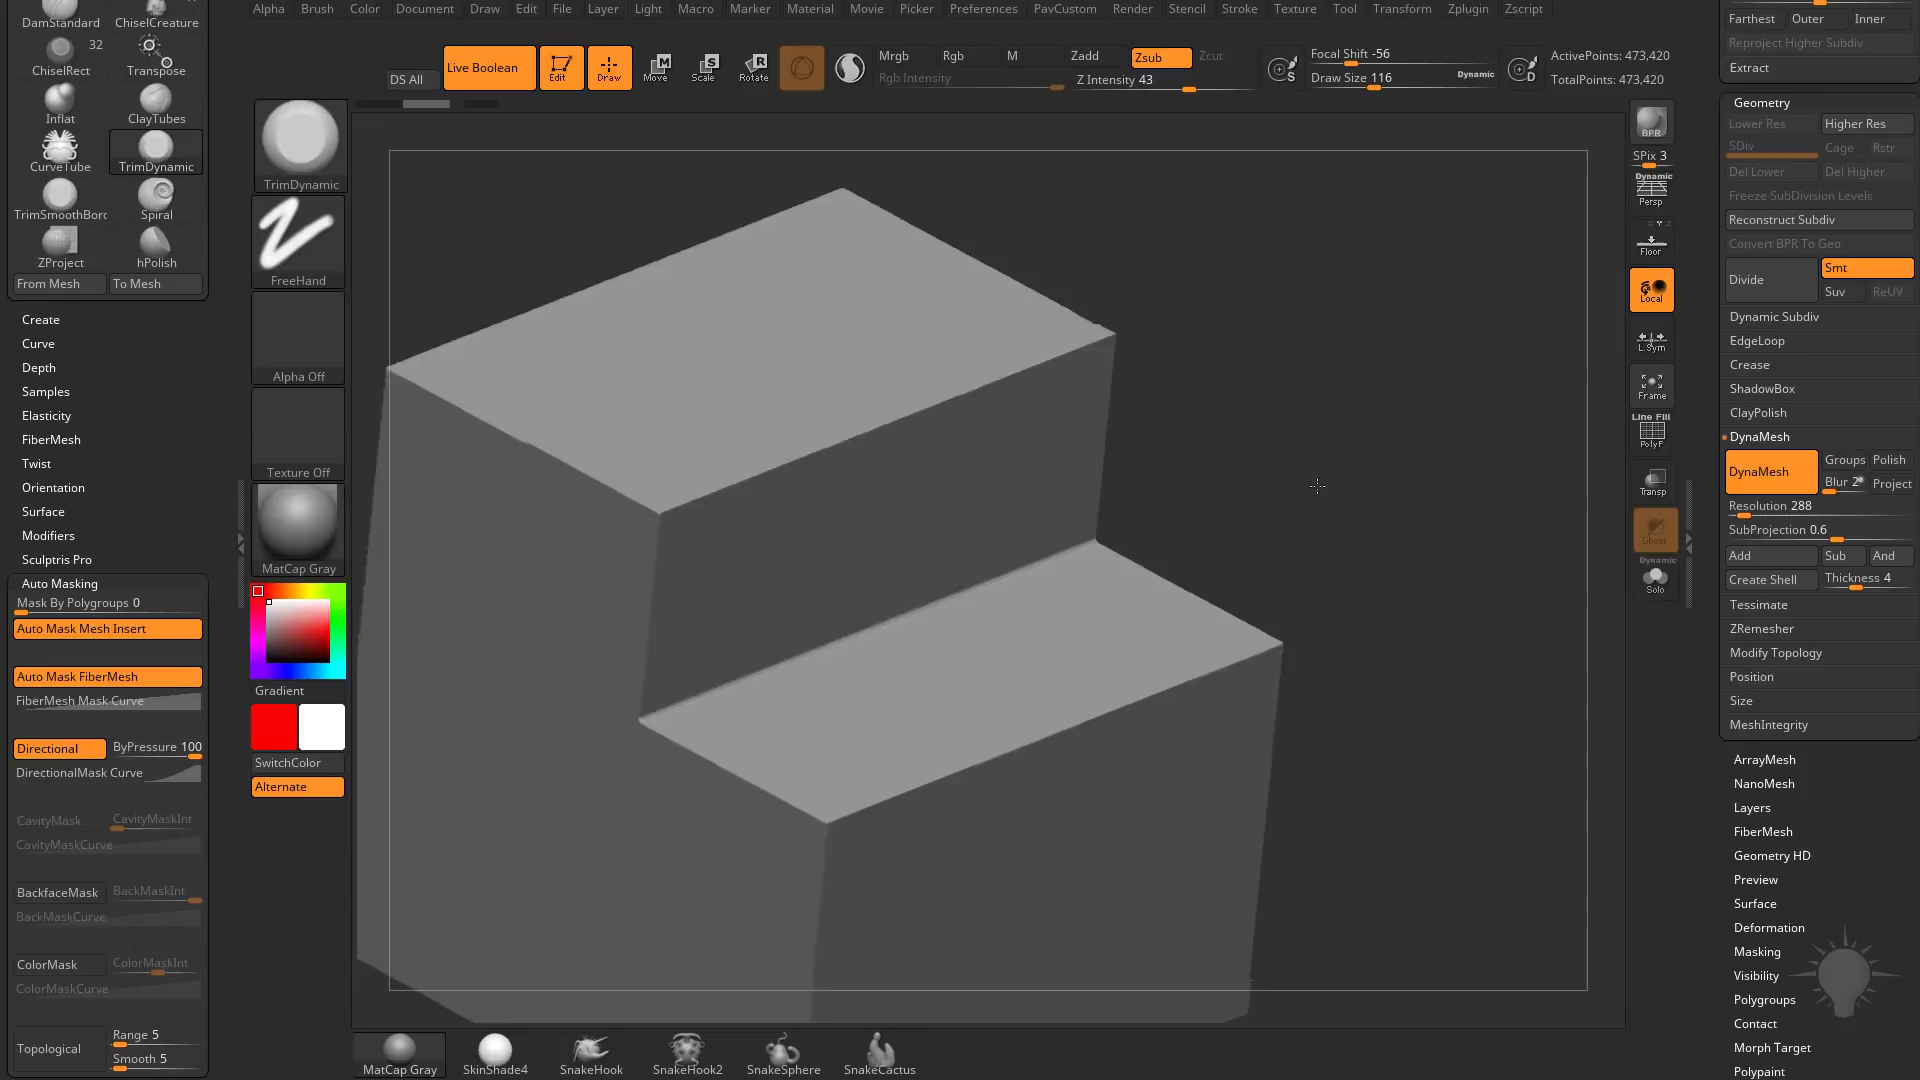 Alpha Brush Color Document Draw Edit File Layer Light Macro Marker Material Movie Picker Preferences PavCustom Render Stencil Stroke Texture Tool Transform Zplugin Zscript
DamStandard ChiselCreature
32
ChiselRect Transpose
Inflat ClayTubes
CurveTube TrimDynamic
TrimSmoothBorc Spiral
ZProject hPolish
From Mesh To Mesh
Create
Curve
Depth
Samples
Elasticity
FiberMesh
Twist
Orientation
Surface
Modifiers
Sculptris Pro
Auto Masking
Mask By Polygroups 0
Auto Mask Mesh Insert
Auto Mask FiberMesh
FiberMesh Mask Curve
Directional ByPressure 100
DirectionalMask Curve
CavityMask CavityMaskInt
CavityMaskCurve
BackfaceMask BackMaskInt
BackMaskCurve
ColorMask ColorMaskInt
ColorMaskCurve
Topological Range 5
Smooth 5
DS All Live Boolean Edit Draw Move Scale Rotate
M S R
Mrgb Rgb M Zadd Zsub Zcut
Rgb Intensity Z Intensity 43
S Focal Shift -56
Draw Size 116 Dynamic
D ActivePoints: 473,420
TotalPoints: 473,420
TrimDynamic
FreeHand
Alpha Off
Texture Off
MatCap Gray
Gradient
SwitchColor
Alternate
BPR
SPix 3
Dynamic
Persp
Floor
Local
L.Sym
Frame
Line Fill
PolyF
Transp
Ghost
Dynamic
Solo
MatCap Gray SkinShade4 SnakeHook SnakeHook2 SnakeSphere SnakeCactus
Farthest Outer Inner
Reproject Higher Subdiv
Extract
Geometry
Lower Res Higher Res
SDiv Cage Rstr
Del Lower Del Higher
Freeze SubDivision Levels
Reconstruct Subdiv
Convert BPR To Geo
Divide Smt
Suv ReUV
Dynamic Subdiv
EdgeLoop
Crease
ShadowBox
ClayPolish
DynaMesh
DynaMesh Groups Polish
Blur 2 Project
Resolution 288
SubProjection 0.6
Add Sub And
Create Shell Thickness 4
Tessimate
ZRemesher
Modify Topology
Position
Size
MeshIntegrity
ArrayMesh
NanoMesh
Layers
FiberMesh
Geometry HD
Preview
Surface
Deformation
Masking
Visibility
Polygroups
Contact
Morph Target
Polypaint